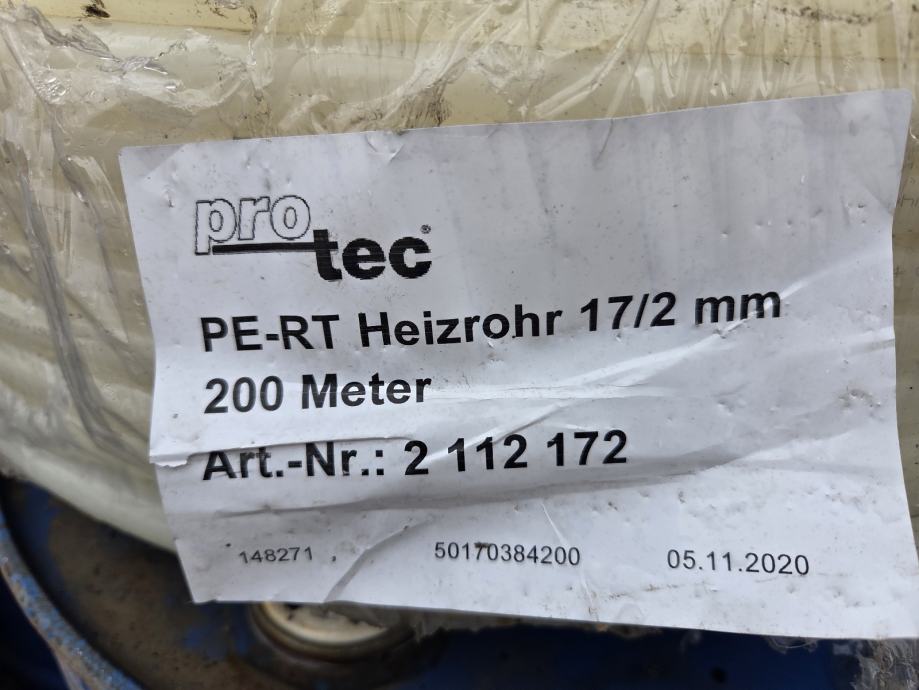 pro
tec®
PE-RT Heizrohr 17/2 mm
200 Meter
Art.-Nr.: 2 112 172
148271 50170384200 05.11.2020